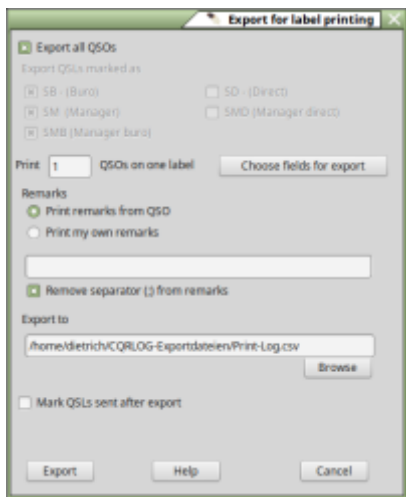 Export for label printing
Export all QSOs
Export QSLs marked as
SB - (Buro) SD - (Direct)
SM (Manager) SMD (Manager direct)
SMB (Manager buro)
Print 1 QSOs on one label Choose fields for export
Remarks
Print remarks from QSO
Print my own remarks
Remove separator (;) from remarks
Export to
/home/dietrich/CQRLOG-Exportdateien/Print-Log.csv
Browse
Mark QSLs sent after export
Export Help Cancel